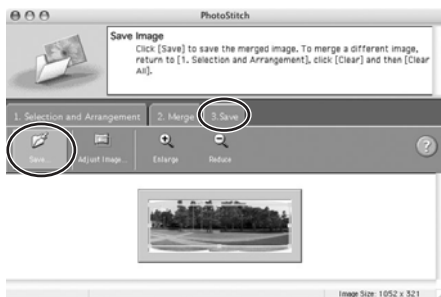 PhotoStitch
Save Image
Click [Save] to save the merged image. To merge a different image,
return to [1. Selection and Arrangement], click [Clear] and then [Clear
All].
1. Selection and Arrangement 2. Merge 3.Save
Save... Adjust Image... Enlarge Reduce
Image Size: 1052 x 321